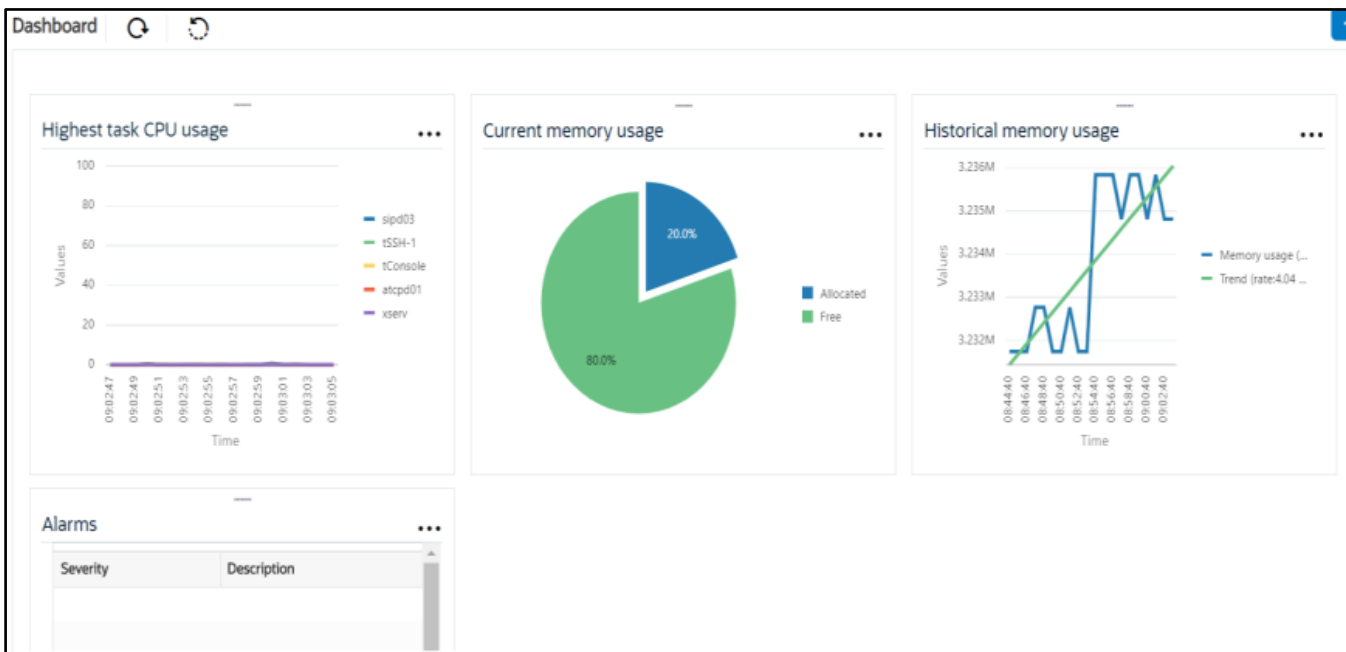 Dashboard
Highest task CPU usage
100
80
60
40
20
0
Values
09:02:47
09:02:49
09:02:51
09:02:53
09:02:55
09:02:57
09:02:59
09:03:01
09:03:03
09:03:05
Time
sipd03
tSSH-1
tConsole
atcpd01
xserv
Current memory usage
20.0%
80.0%
Allocated
Free
Historical memory usage
3.236M
3.235M
3.234M
3.233M
3.232M
Values
08:44:40
08:46:40
08:48:40
08:50:40
08:52:40
08:54:40
08:56:40
08:58:40
09:00:40
09:02:40
Time
Memory usage (...
Trend (rate:4.04 ...
Alarms
Severity Description